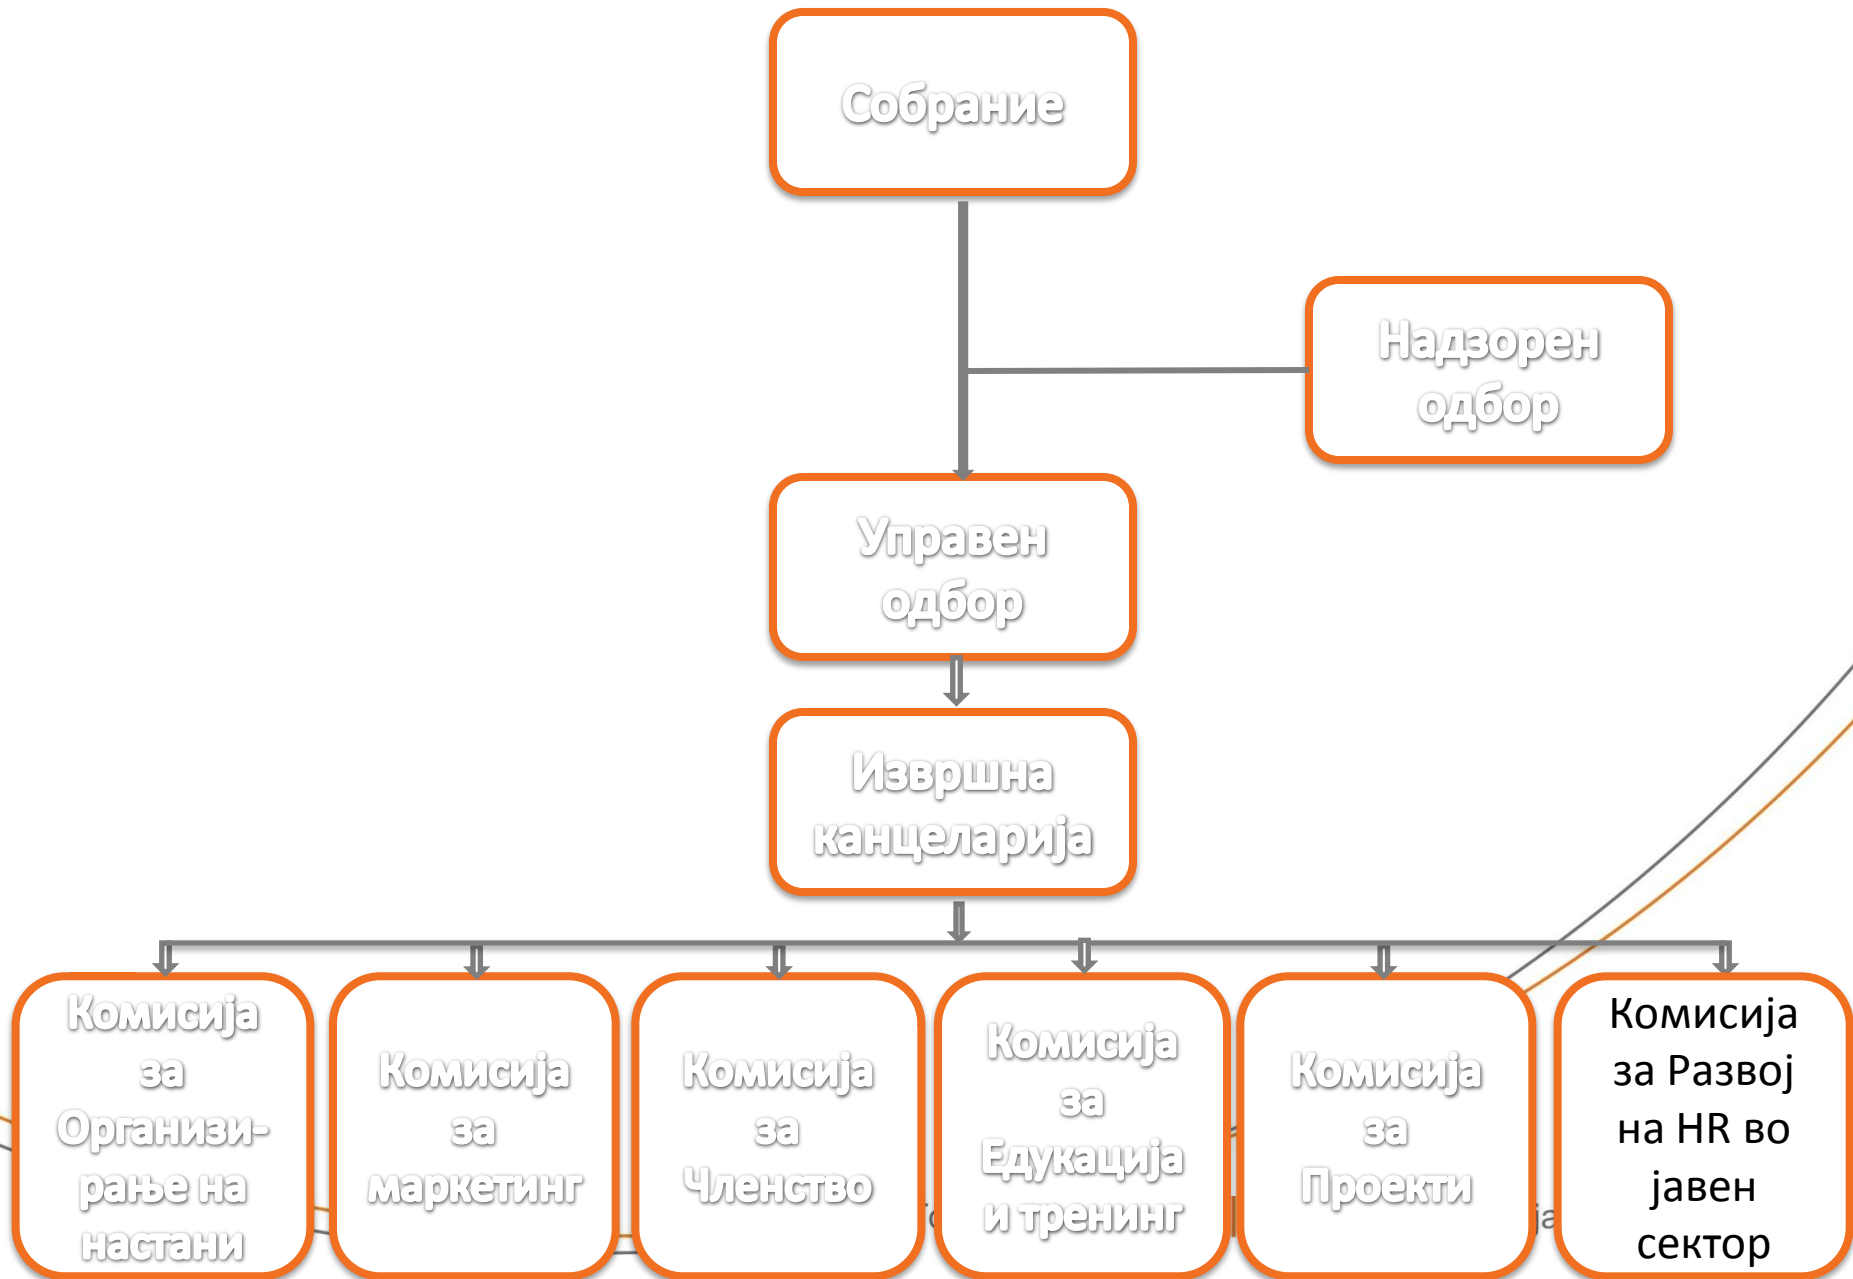 Собрание
Надзорен
одбор
Управен
одбор
Извршна
канцеларија
Комисија
за
Организи-
рање на
настани
Комисија
за
маркетинг
Комисија
за
Членство
Комисија
за
Едукација
и тренинг
Комисија
за
Проекти
Комисија
за Развој
на HR во
јавен
сектор